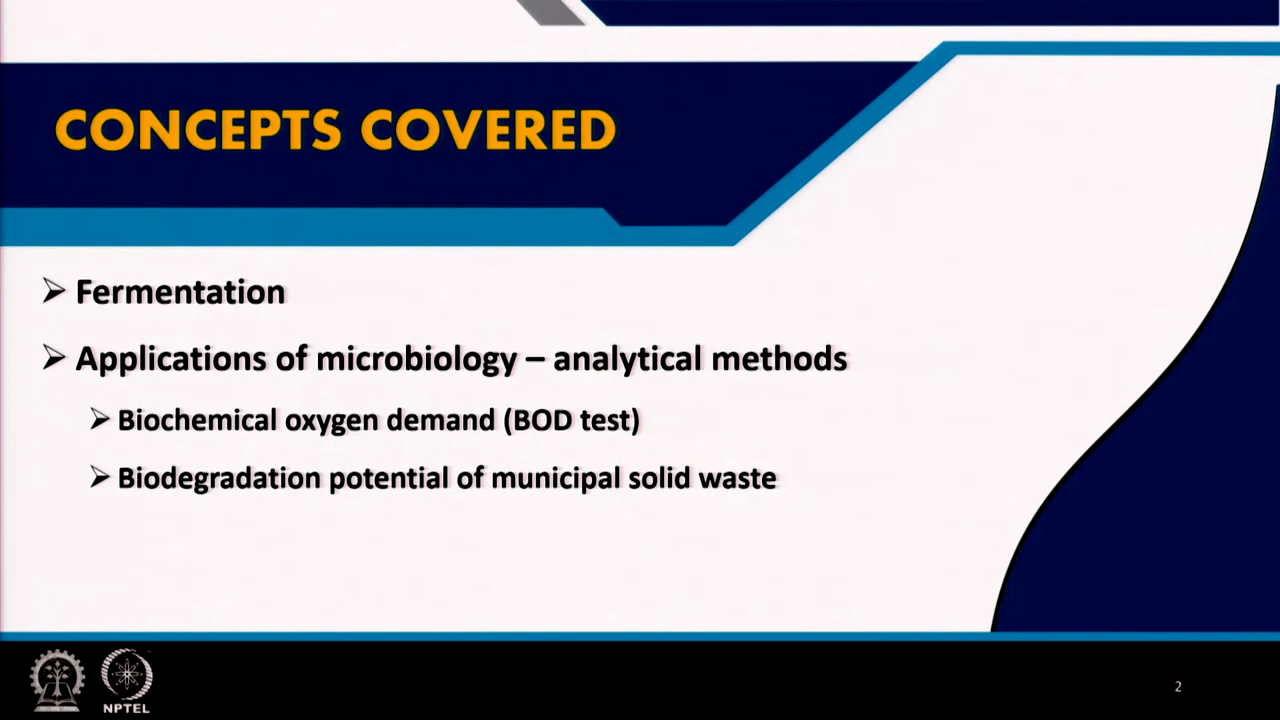 CONCEPTS COVERED
➢ Fermentation
➢ Applications of microbiology – analytical methods
➢ Biochemical oxygen demand (BOD test)
➢ Biodegradation potential of municipal solid waste
NPTEL
2